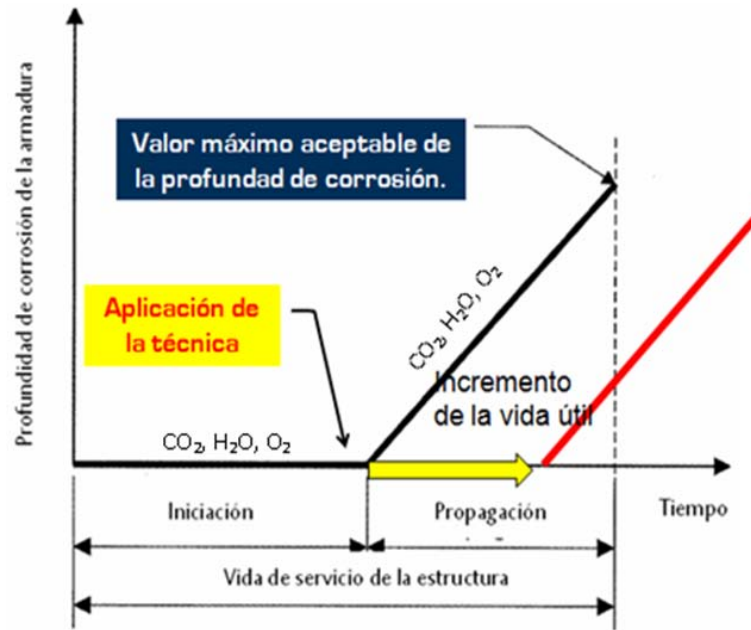 Profundidad de corrosión de la armadura
Valor máximo aceptable de
la profundad de corrosión.
Aplicación de
la técnica
CO₂, H₂O, O₂
CO₂, H₂O, O₂
Incremento
de la vida útil
Iniciación
Propagación
Tiempo
Vida de servicio de la estructura